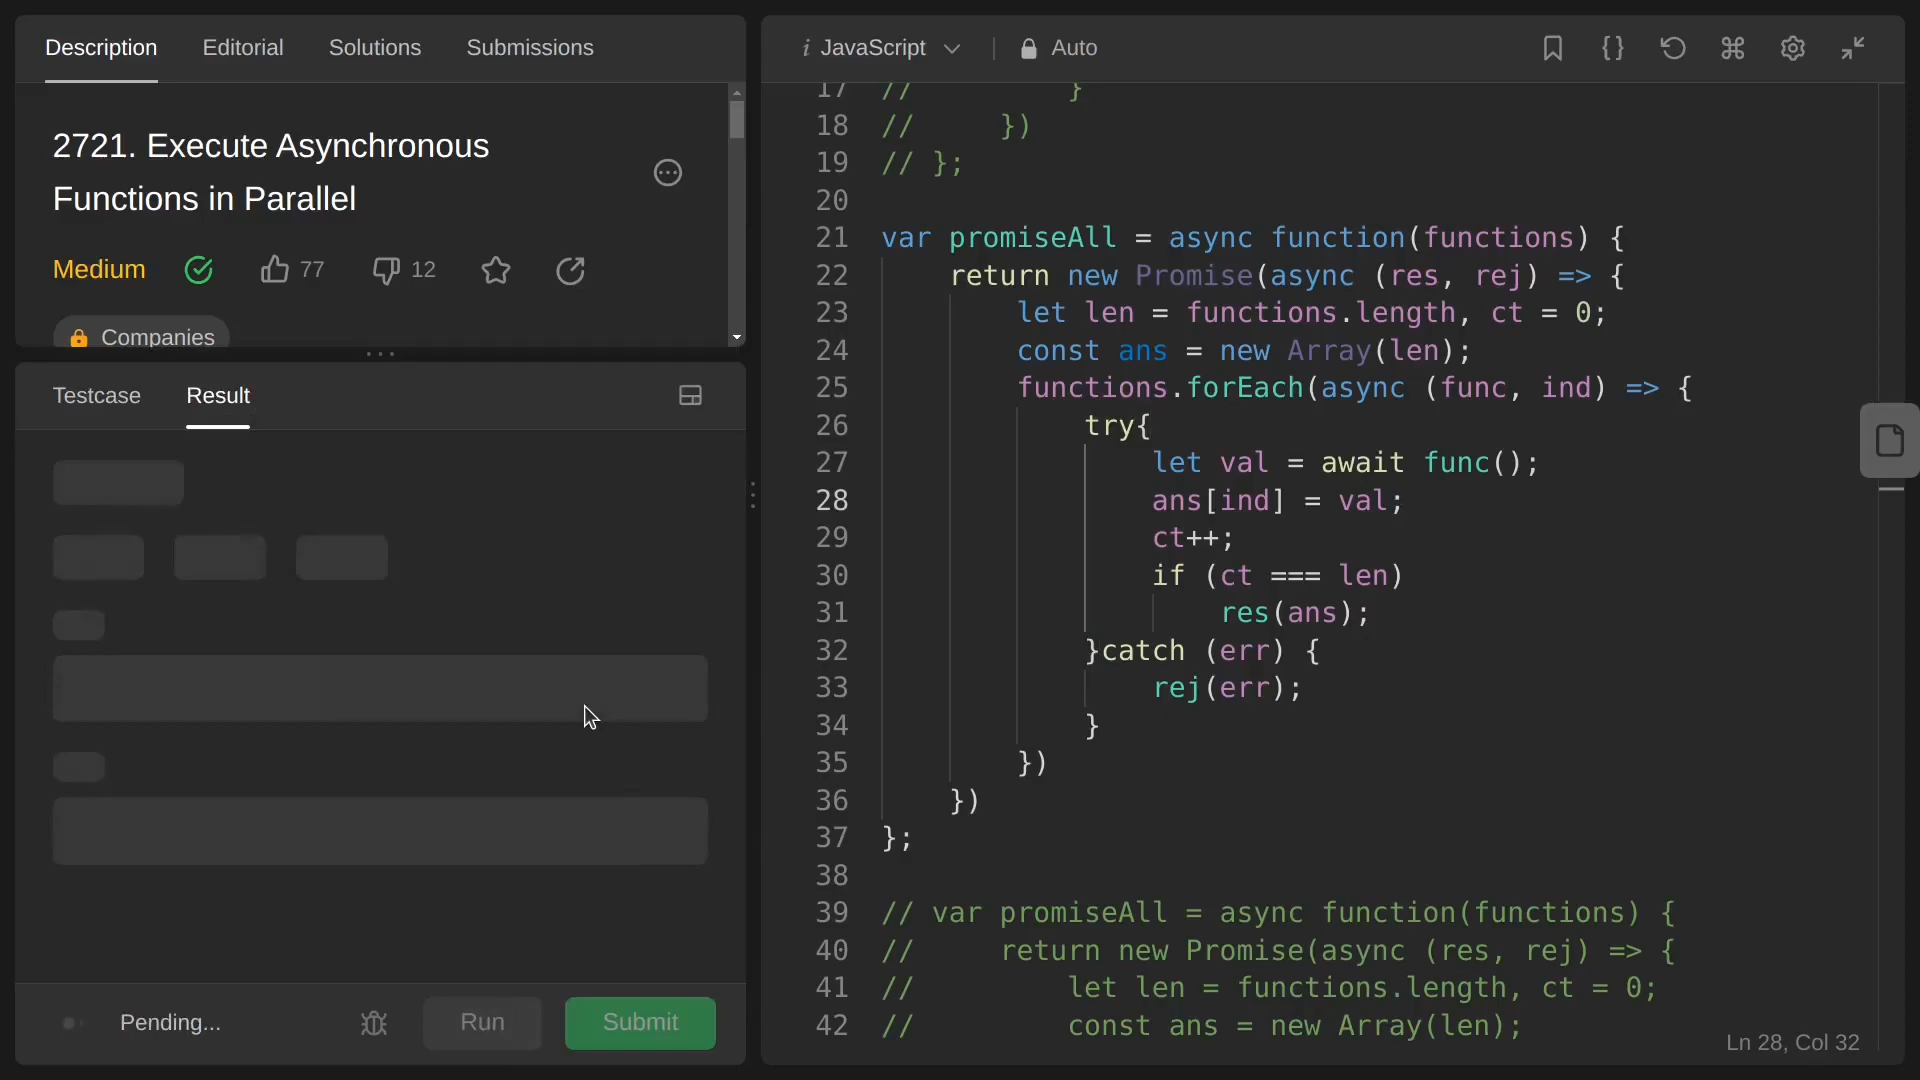 Description Editorial Solutions Submissions
2721. Execute Asynchronous
Functions in Parallel
Medium 77 12
Companies
Testcase Result
Pending... Run Submit
i JavaScript Auto
17 // }
18 // })
19 // };
20
21 var promiseAll = async function(functions) {
22 return new Promise(async (res, rej) => {
23 let len = functions.length, ct = 0;
24 const ans = new Array(len);
25 functions.forEach(async (func, ind) => {
26 try{
27 let val = await func();
28 ans[ind] = val;
29 ct++;
30 if (ct === len)
31 res(ans);
32 }catch (err) {
33 rej(err);
34 }
35 })
36 })
37 };
38
39 // var promiseAll = async function(functions) {
40 // return new Promise(async (res, rej) => {
41 // let len = functions.length, ct = 0;
42 // const ans = new Array(len);
Ln 28, Col 32